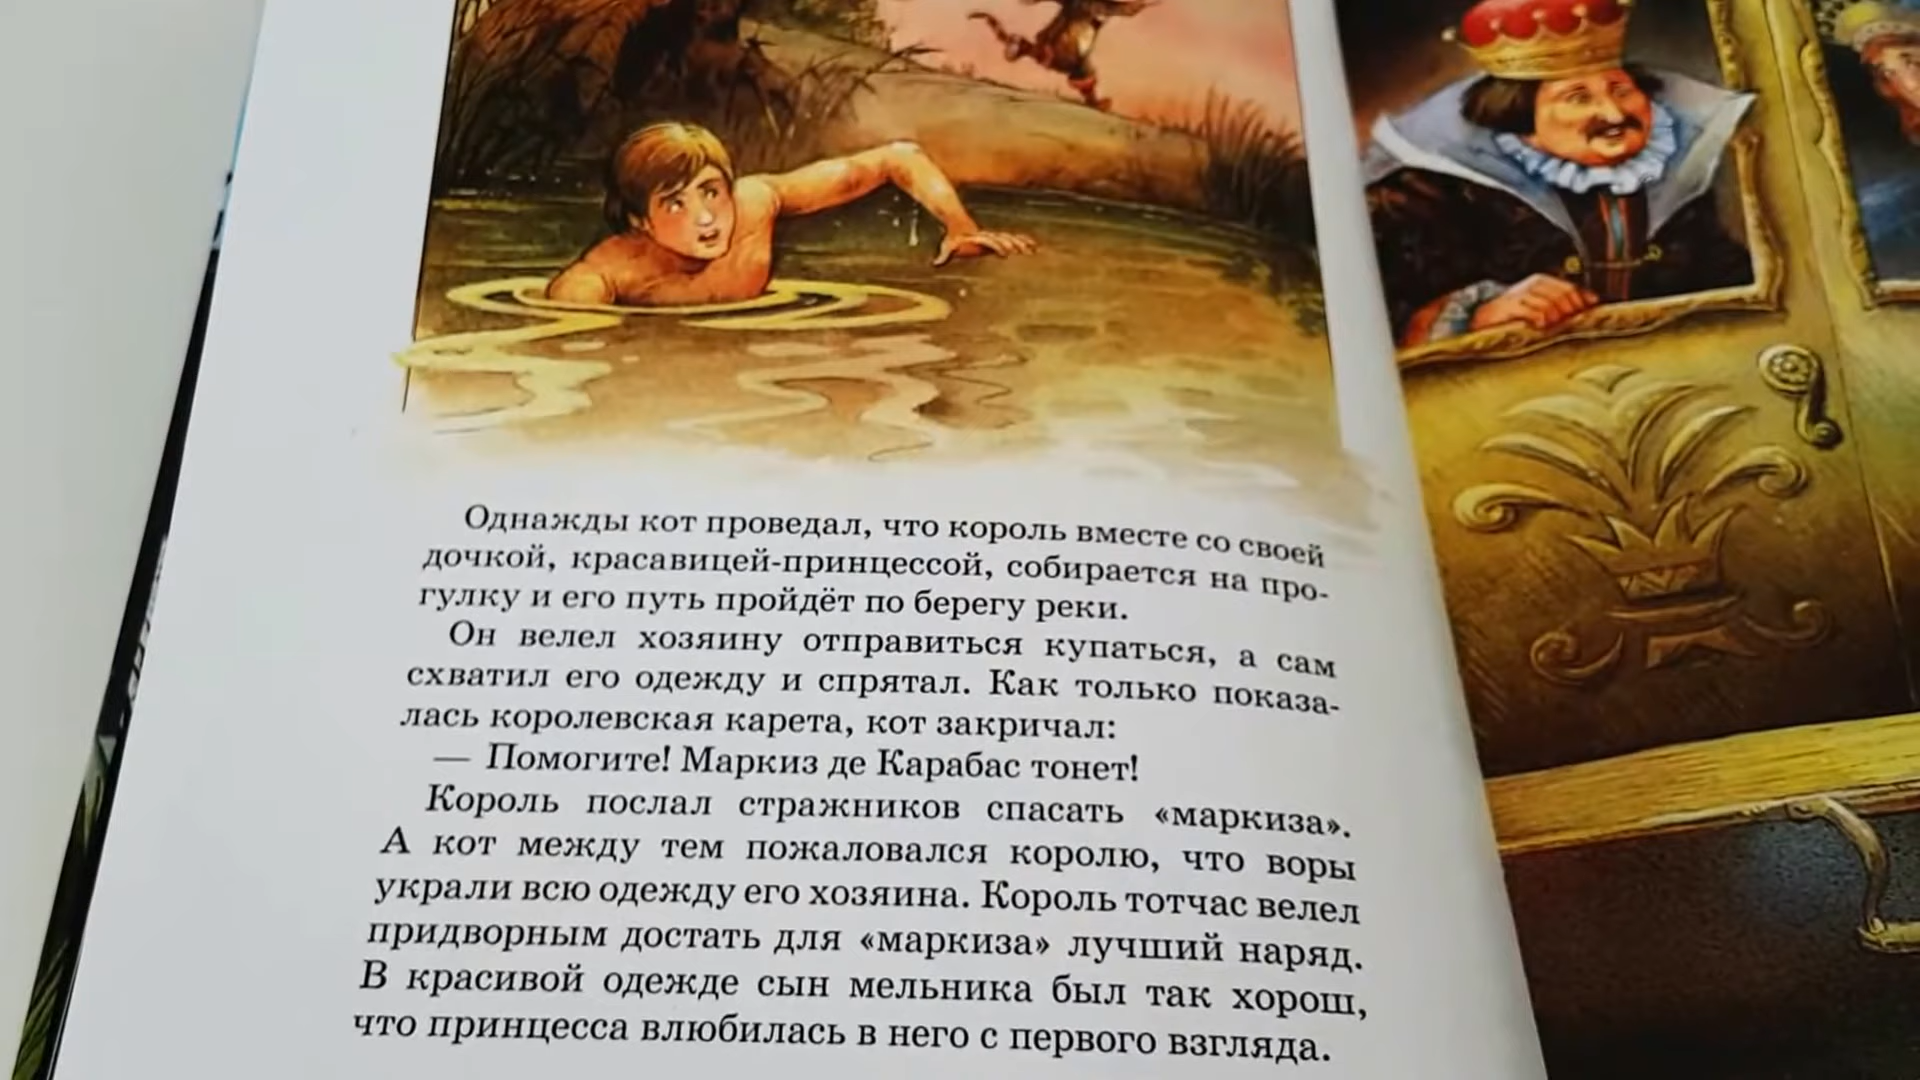 Однажды кот проведал, что король вместе со своей
дочкой, красавицей-принцессой, собирается на про-
гулку и его путь пройдёт по берегу реки.
Он велел хозяину отправиться купаться, а сам
схватил его одежду и спрятал. Как только показа-
лась королевская карета, кот закричал:
— Помогите! Маркиз де Карабас тонет!
Король послал стражников спасать «маркиза».
А кот между тем пожаловался королю, что воры
украли всю одежду его хозяина. Король тотчас велел
придворным достать для «маркиза» лучший наряд.
В красивой одежде сын мельника был так хорош,
что принцесса влюбилась в него с первого взгляда.